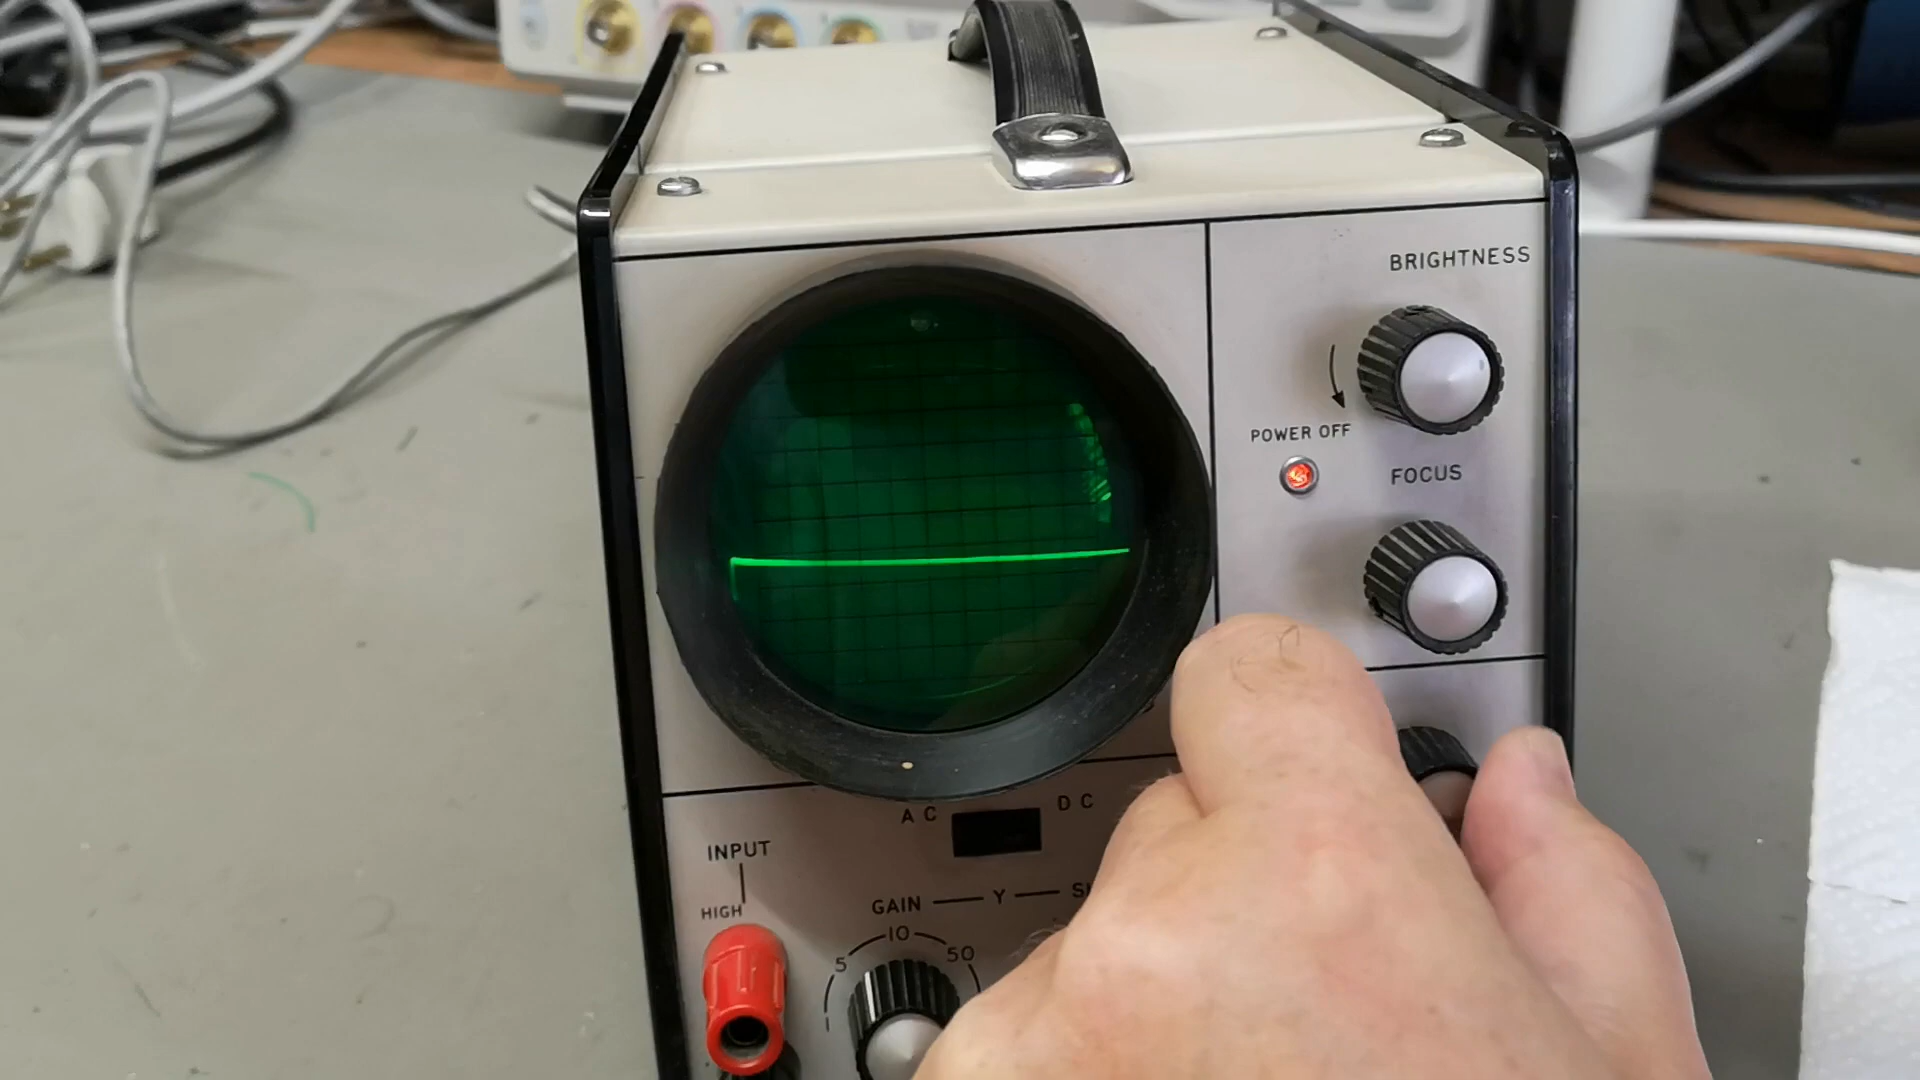 BRIGHTNESS
POWER OFF
FOCUS
A C
D C
INPUT
HIGH
GAIN — Y —
10
5
50
1